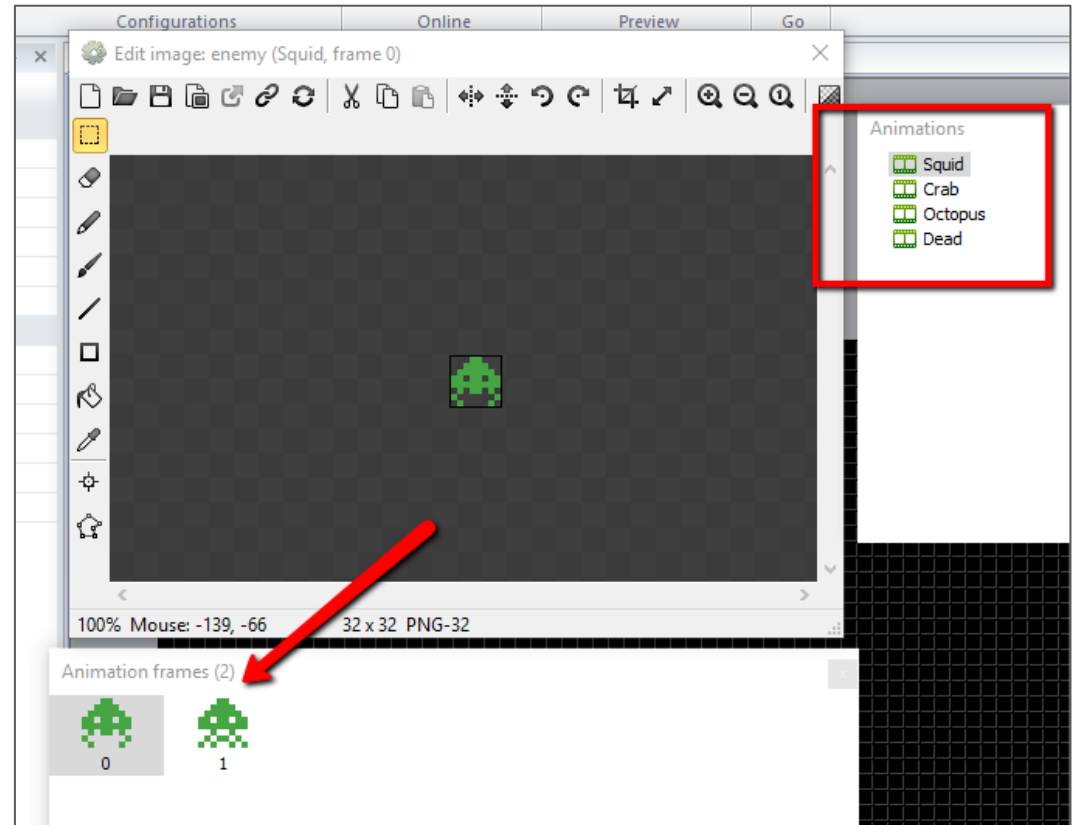 Configurations Online Preview Go
Edit image: enemy (Squid, frame 0)
Animations
Squid
Crab
Octopus
Dead
100% Mouse: -139, -66 32 x 32 PNG-32
Animation frames (2)
0 1